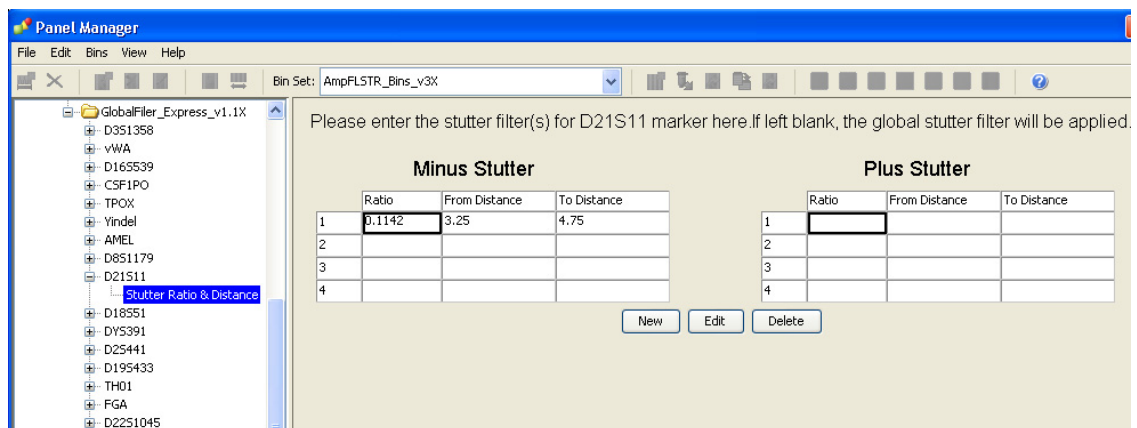 Panel Manager
File Edit Bins View Help
Bin Set: AmpFLSTR_Bins_v3X
GlobalFiler_Express_v1.1X
D3S1358
vWA
D16S539
CSF1PO
TPOX
Yindel
AMEL
D8S1179
D21S11
Stutter Ratio & Distance
D18S51
DYS391
D2S441
D19S433
TH01
FGA
D22S1045
Please enter the stutter filter(s) for D21S11 marker here.If left blank, the global stutter filter will be applied.
Minus Stutter
Ratio From Distance To Distance
1 0.1142 3.25 4.75
2
3
4
Plus Stutter
Ratio From Distance To Distance
1
2
3
4
New Edit Delete